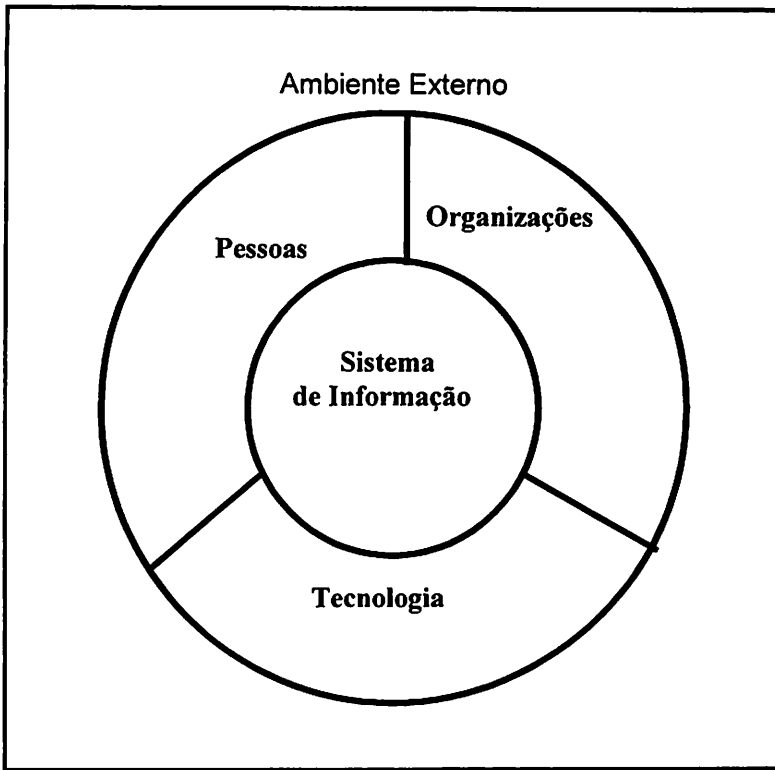 Ambiente Externo
Organizações
Pessoas
Sistema
de Informação
Tecnologia